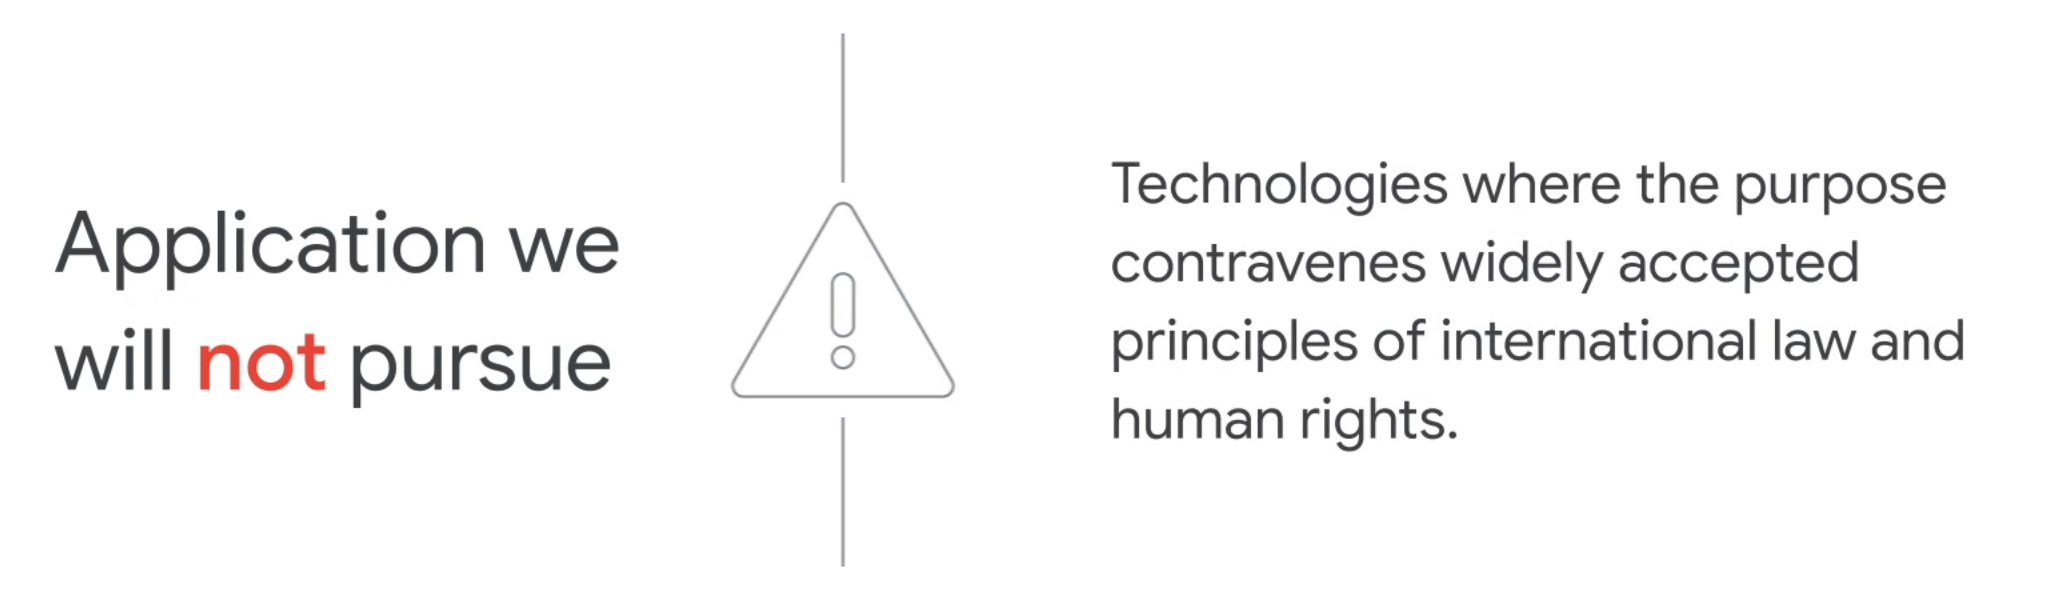 Application we
will not pursue
Technologies where the purpose
contravenes widely accepted
principles of international law and
human rights.